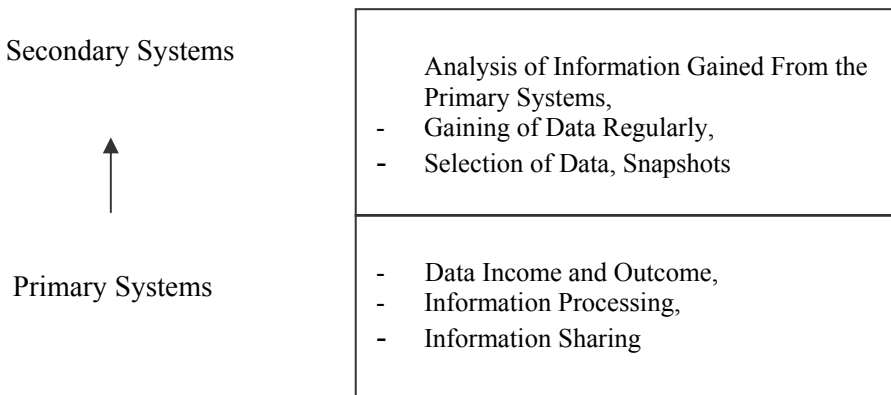 Secondary Systems
Analysis of Information Gained From the
Primary Systems,
- Gaining of Data Regularly,
- Selection of Data, Snapshots
Primary Systems
- Data Income and Outcome,
- Information Processing,
- Information Sharing